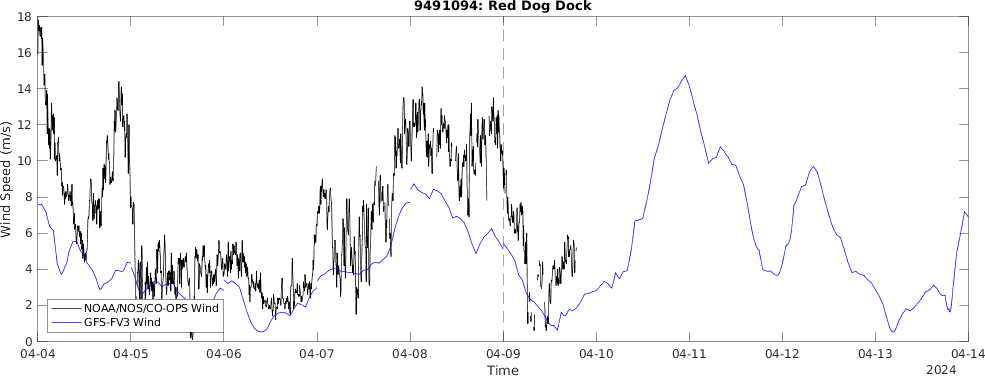 9491094: Red Dog Dock
Wind Speed (m/s)
18
16
14
12
10
8
6
4
2
0
NOAA/NOS/CO-OPS Wind
GFS-FV3 Wind
04-04 04-05 04-06 04-07 04-08 04-09 04-10 04-11 04-12 04-13 04-14
Time
2024